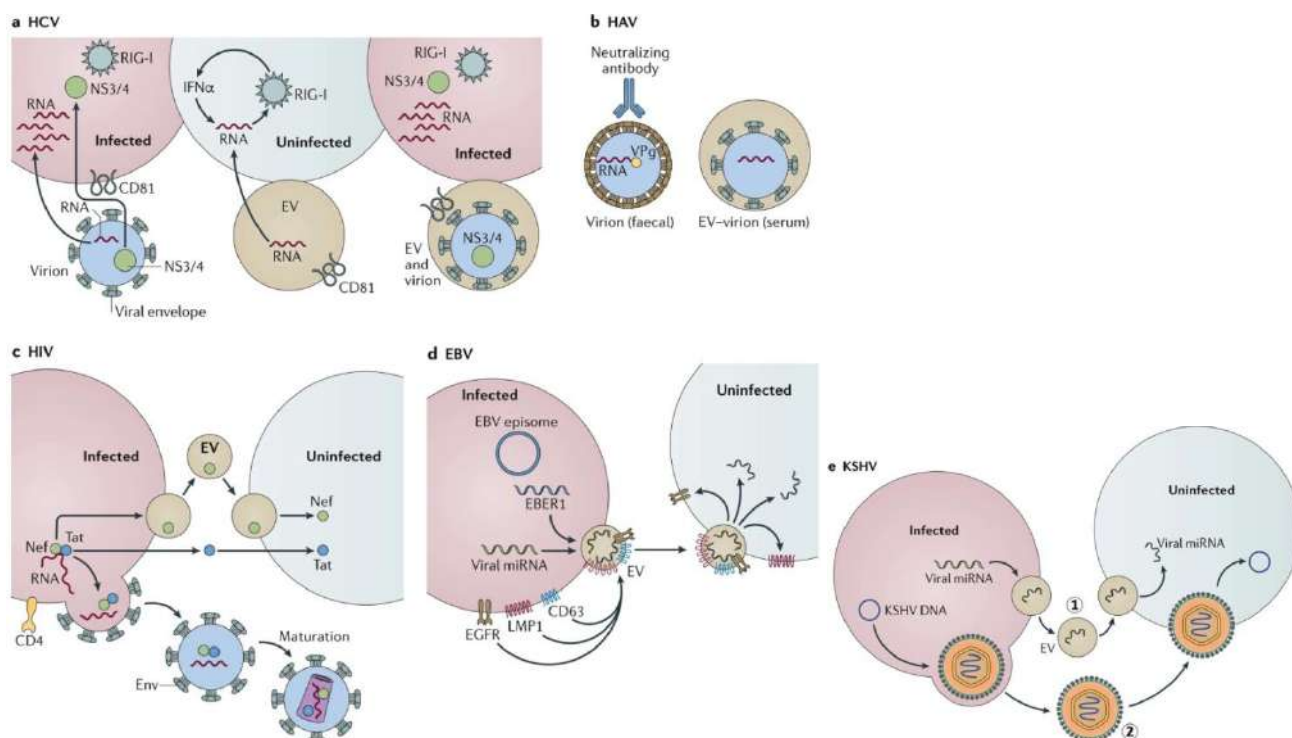 a HCV
RIG-I
NS3/4
RNA
Infected
CD81
RNA
Virion
NS3/4
Viral envelope
IFNα
RIG-I
RNA
Uninfected
EV
RNA
CD81
RIG-I
NS3/4
RNA
Infected
EV
and
virion
NS3/4
b HAV
Neutralizing
antibody
VPg
RNA
Virion (faecal)
EV–virion (serum)
c HIV
Infected
EV
Uninfected
Nef
Nef
Tat
Tat
RNA
CD4
Maturation
Env
d EBV
Infected
Uninfected
EBV episome
EBER1
Viral miRNA
EV
CD63
LMP1
EGFR
e KSHV
Uninfected
Infected
Viral miRNA
Viral miRNA
KSHV DNA
1
EV
2